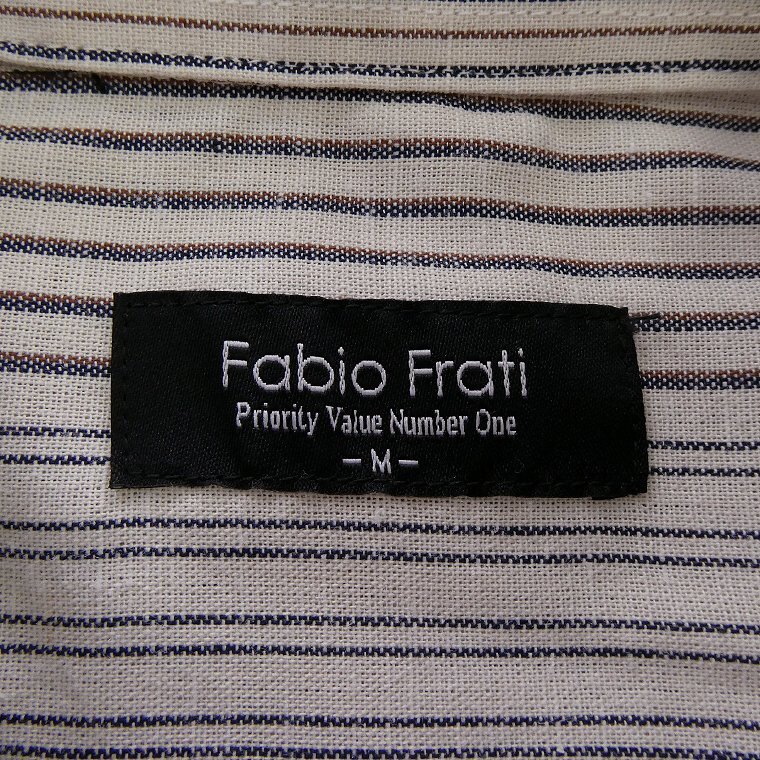 Fabio Frati
Priority Value Number One
-M-